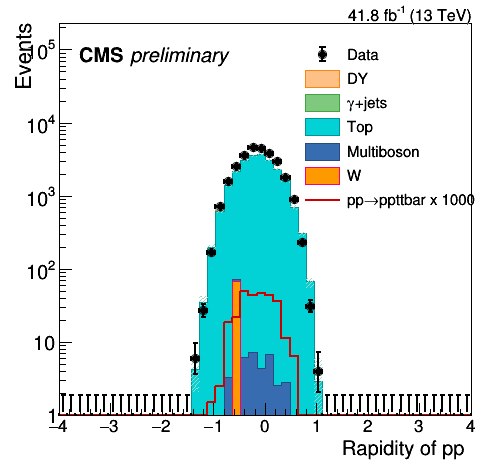 41.8 fb⁻¹ (13 TeV)
Events
CMS preliminary
Data
DY
γ+jets
Top
Multiboson
W
pp→ppttbar x 1000
10⁵
10⁴
10³
10²
10
1
−4 −3 −2 −1 0 1 2 3 4
Rapidity of pp